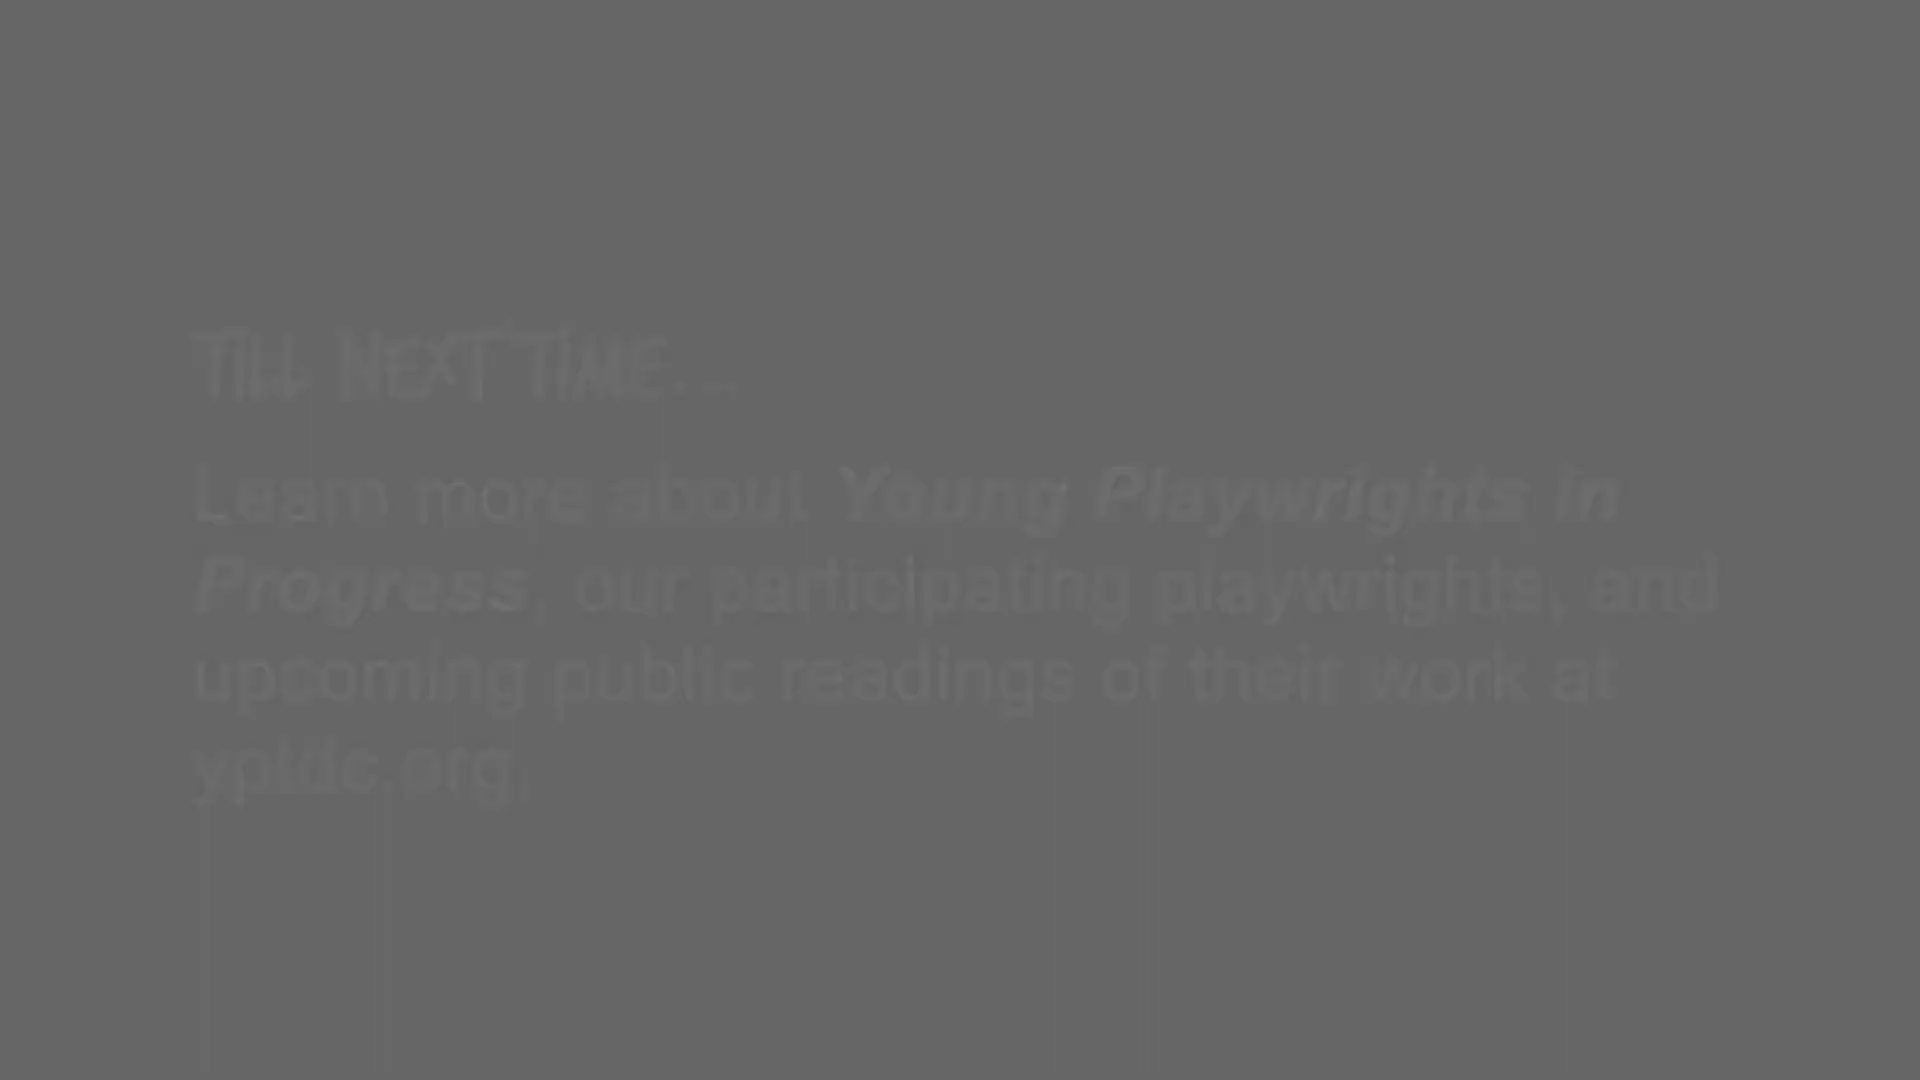 TILL NEXT TIME...
Learn more about Young Playwrights in
Progress, our participating playwrights, and
upcoming public readings of their work at
yptdc.org.